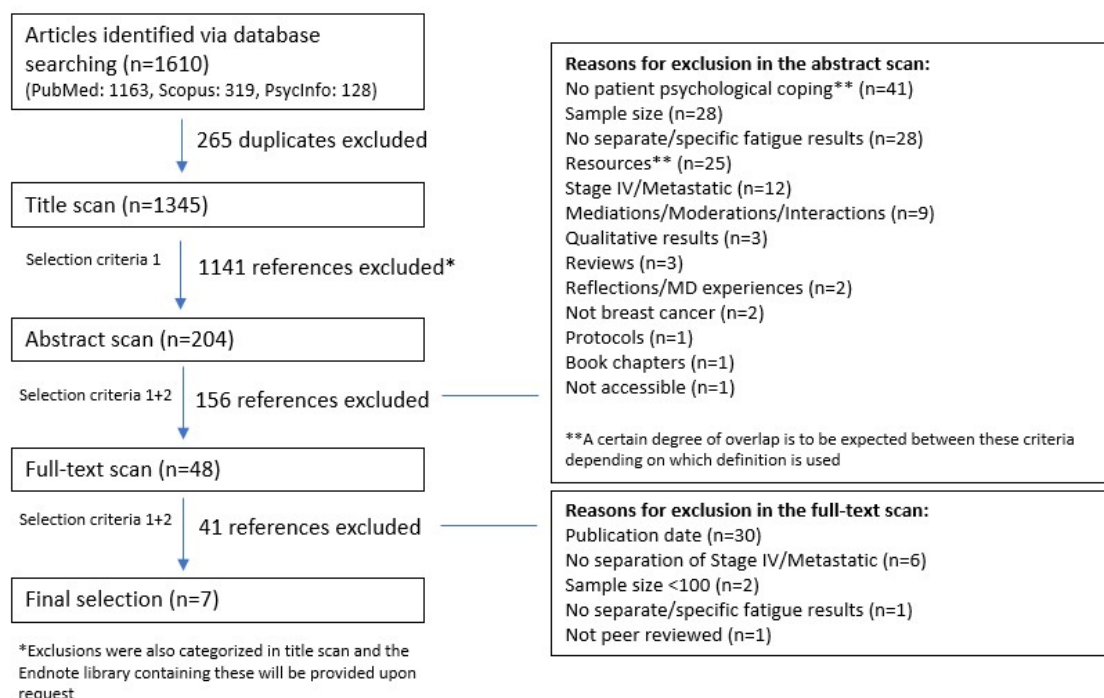 Articles identified via database
searching (n=1610)
(PubMed: 1163, Scopus: 319, PsycInfo: 128)
265 duplicates excluded
Title scan (n=1345)
Selection criteria 1
1141 references excluded*
Abstract scan (n=204)
Selection criteria 1+2
156 references excluded
Full-text scan (n=48)
Selection criteria 1+2
41 references excluded
Final selection (n=7)
*Exclusions were also categorized in title scan and the
Endnote library containing these will be provided upon
request
Reasons for exclusion in the abstract scan:
No patient psychological coping** (n=41)
Sample size (n=28)
No separate/specific fatigue results (n=28)
Resources** (n=25)
Stage IV/Metastatic (n=12)
Mediations/Moderations/Interactions (n=9)
Qualitative results (n=3)
Reviews (n=3)
Reflections/MD experiences (n=2)
Not breast cancer (n=2)
Protocols (n=1)
Book chapters (n=1)
Not accessible (n=1)
**A certain degree of overlap is to be expected between these criteria
depending on which definition is used
Reasons for exclusion in the full-text scan:
Publication date (n=30)
No separation of Stage IV/Metastatic (n=6)
Sample size <100 (n=2)
No separate/specific fatigue results (n=1)
Not peer reviewed (n=1)